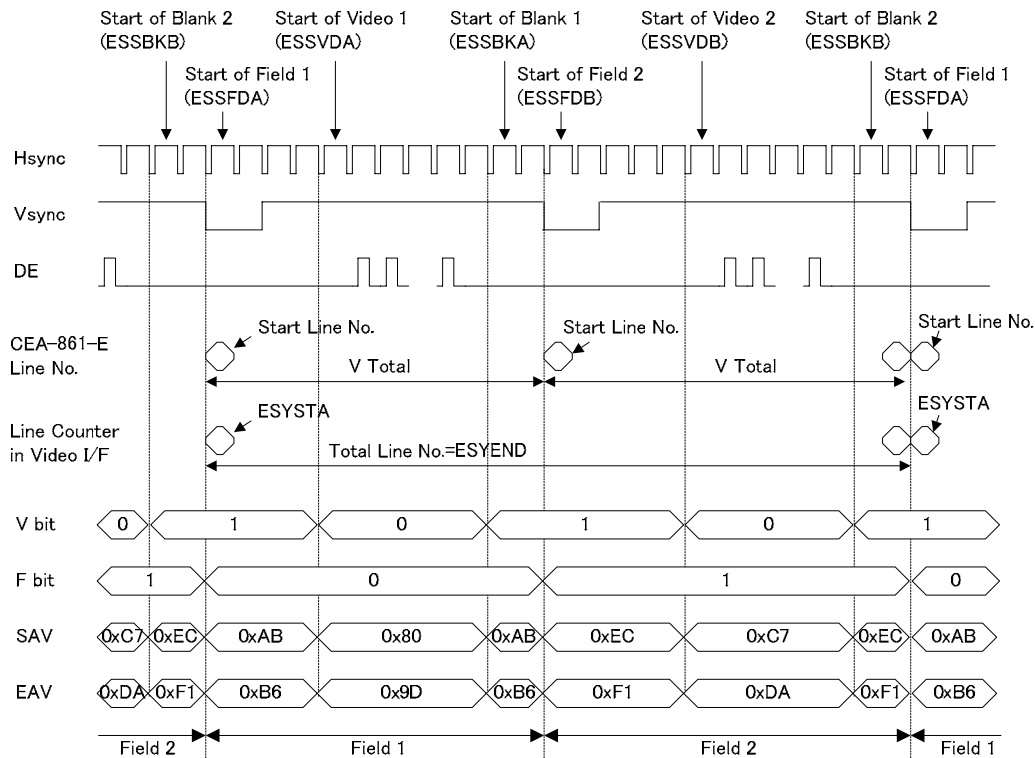 Start of Blank 2 Start of Video 1 Start of Blank 1 Start of Video 2 Start of Blank 2
(ESSBKB) (ESSVDA) (ESSBKA) (ESSVDB) (ESSBKB)
Start of Field 1 Start of Field 2 Start of Field 1
(ESSFDA) (ESSFDB) (ESSFDA)
Hsync
Vsync
DE
Start Line No. Start Line No. Start Line No.
CEA-861-E
Line No.
V Total V Total
ESYSTA ESYSTA
Line Counter
in Video I/F
Total Line No.=ESYEND
V bit 0 1 0 1 0 1
F bit 1 0 1 0
SAV 0xC7 0xEC 0xAB 0x80 0xAB 0xEC 0xC7 0xEC 0xAB
EAV 0xDA 0xF1 0xB6 0x9D 0xB6 0xF1 0xDA 0xF1 0xB6
Field 2 Field 1 Field 2 Field 1